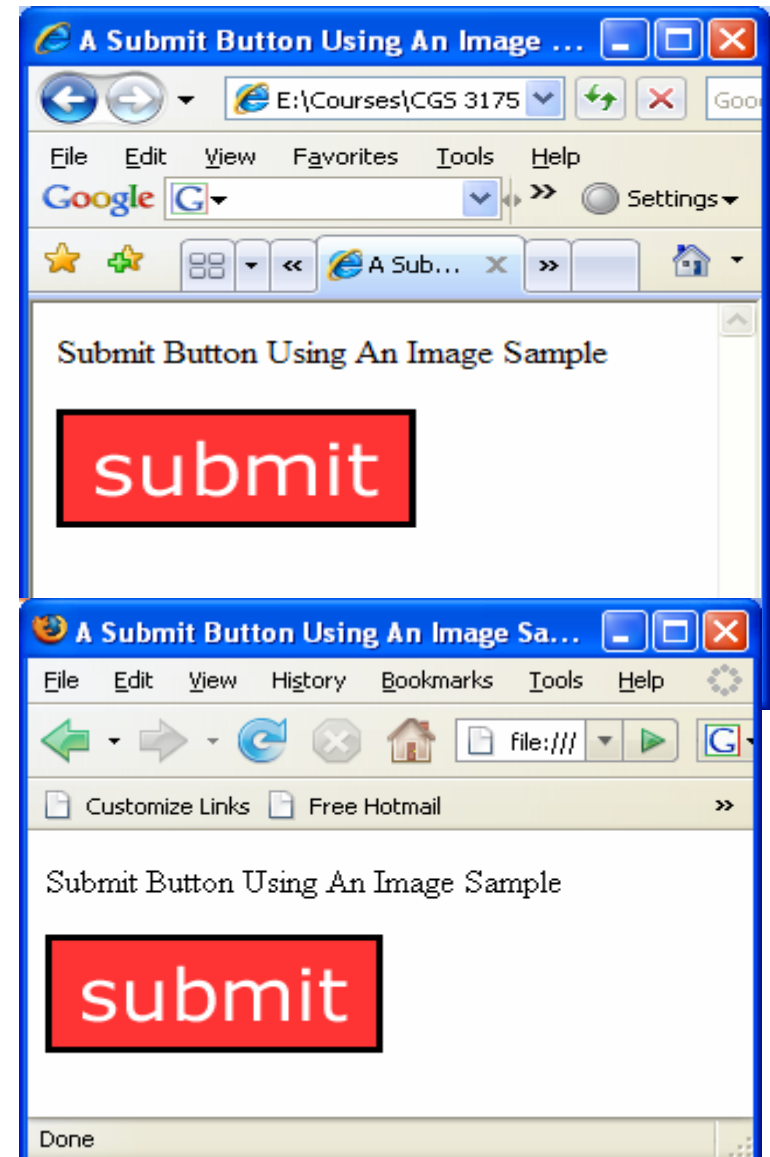 A Submit Button Using An Image ...
E:\Courses\CGS 3175
File Edit View Favorites Tools Help
Google G » Settings
« A Sub... »
Submit Button Using An Image Sample
submit
A Submit Button Using An Image Sa...
File Edit View History Bookmarks Tools Help
file:/// G
Customize Links Free Hotmail »
Submit Button Using An Image Sample
submit
Done